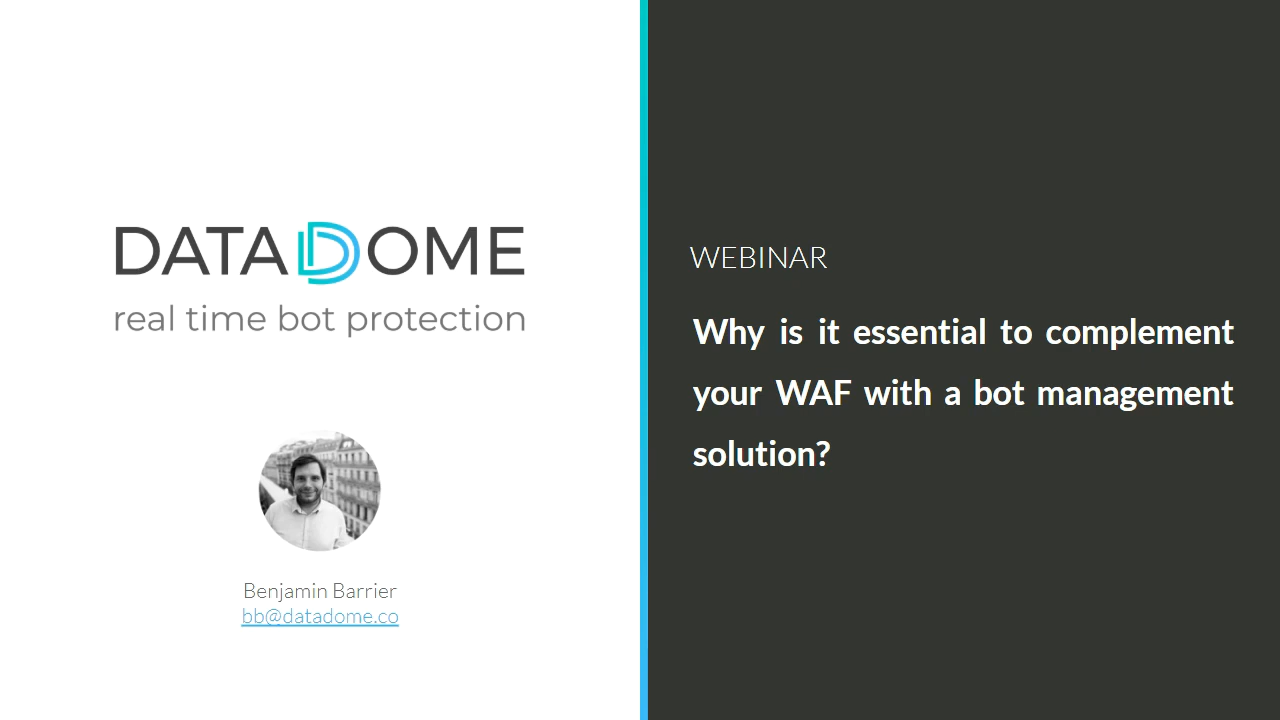 DATADOME
real time bot protection
Benjamin Barrier
bb@datadome.co
WEBINAR
Why is it essential to complement
your WAF with a bot management
solution?